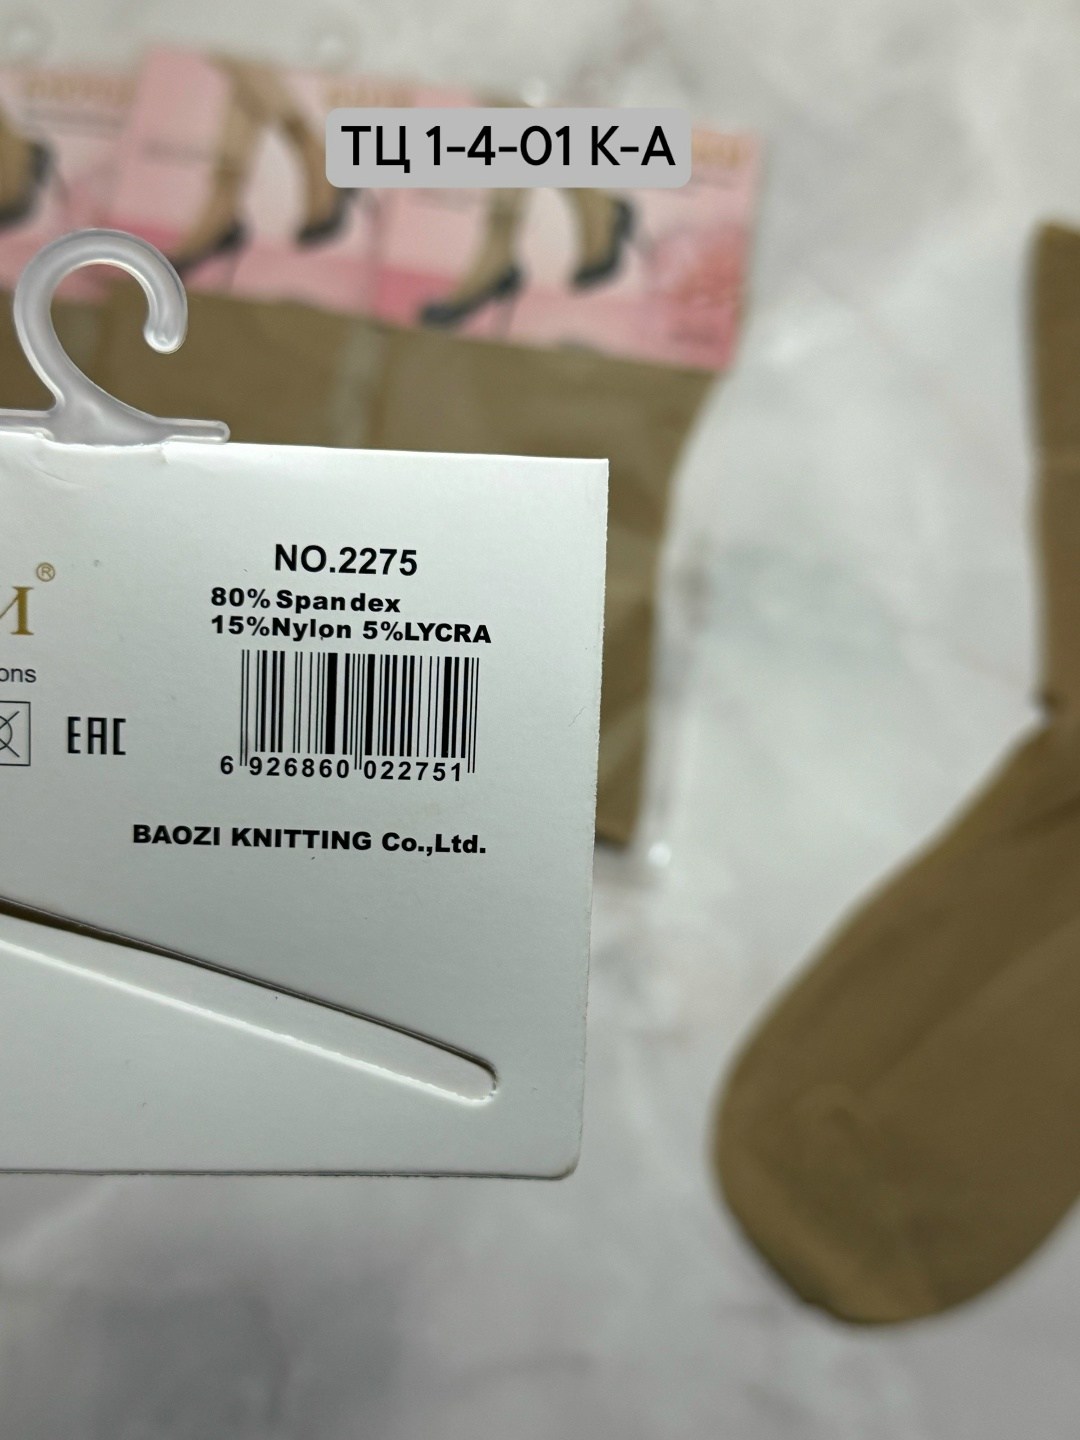 ТЦ 1-4-01 К-А
NO.2275
80% Spandex
15%Nylon 5%LYCRA
6 926860 022751
И®
ons
EAC
BAOZI KNITTING Co.,Ltd.